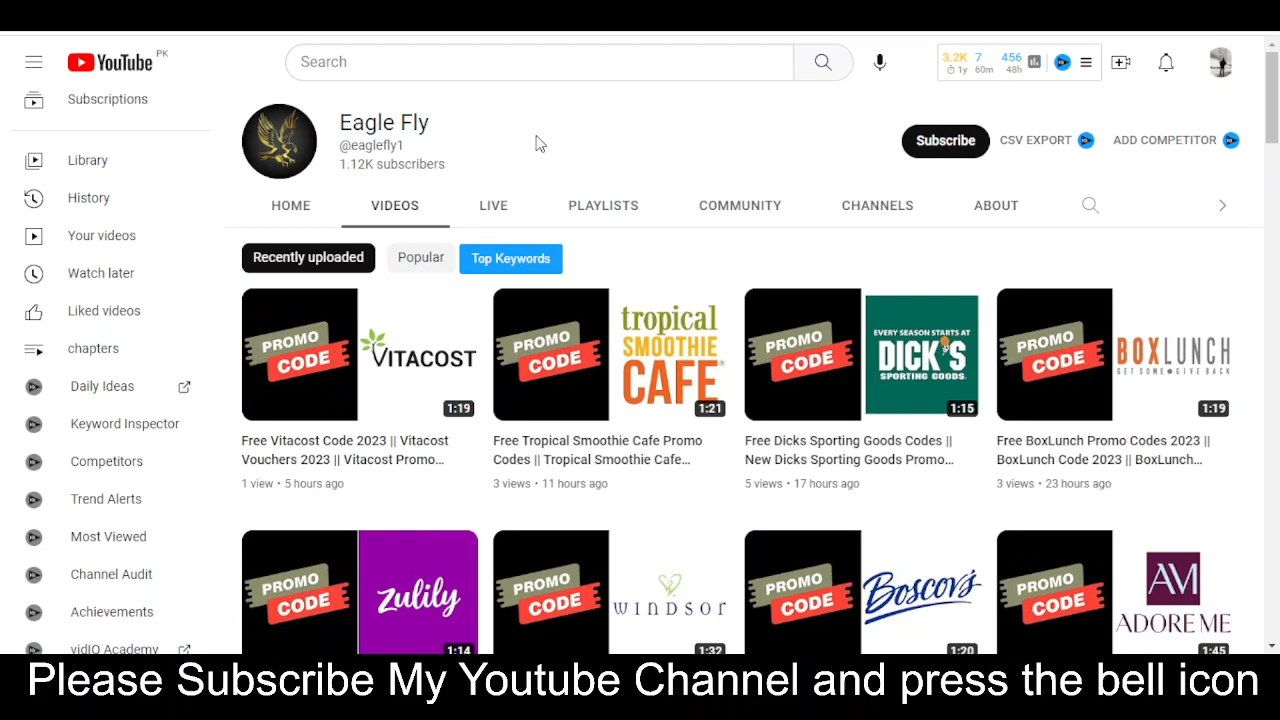 YouTube PK
Search
3.2K 7 456
1y 60m 48h
Subscriptions
Library
History
Your videos
Watch later
Liked videos
chapters
Daily Ideas
Keyword Inspector
Competitors
Trend Alerts
Most Viewed
Channel Audit
Achievements
vidIQ Academy
Eagle Fly
@eaglefly1
1.12K subscribers
Subscribe
CSV EXPORT
ADD COMPETITOR
HOME VIDEOS LIVE PLAYLISTS COMMUNITY CHANNELS ABOUT
Recently uploaded Popular Top Keywords
PROMO
CODE
VITACOST
1:19
Free Vitacost Code 2023 || Vitacost
Vouchers 2023 || Vitacost Promo...
1 view • 5 hours ago
PROMO
CODE
tropical
SMOOTHIE
CAFE
1:21
Free Tropical Smoothie Cafe Promo
Codes || Tropical Smoothie Cafe...
3 views • 11 hours ago
PROMO
CODE
EVERY SEASON STARTS AT
DICK'S
SPORTING GOODS.
1:15
Free Dicks Sporting Goods Codes ||
New Dicks Sporting Goods Promo...
5 views • 17 hours ago
PROMO
CODE
BOXLUNCH
GET SOME • GIVE BACK
1:19
Free BoxLunch Promo Codes 2023 ||
BoxLunch Code 2023 || BoxLunch...
3 views • 23 hours ago
PROMO
CODE
zulily
1:14
PROMO
CODE
WINDSOR
1:32
PROMO
CODE
Boscov's
1:20
PROMO
CODE
AM
ADORE ME
1:45
Please Subscribe My Youtube Channel and press the bell icon